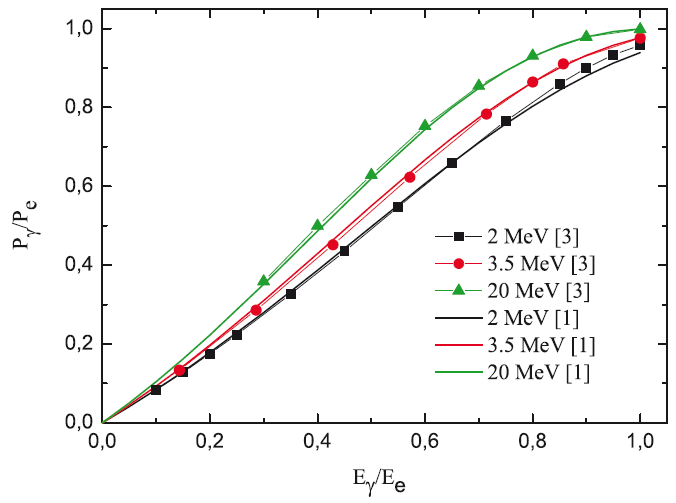 1,0
0,8
0,6
0,4
0,2
0,0
P_γ/P_e
2 MeV [3]
3.5 MeV [3]
20 MeV [3]
2 MeV [1]
3.5 MeV [1]
20 MeV [1]
0,0 0,2 0,4 0,6 0,8 1,0
E_γ/E_e